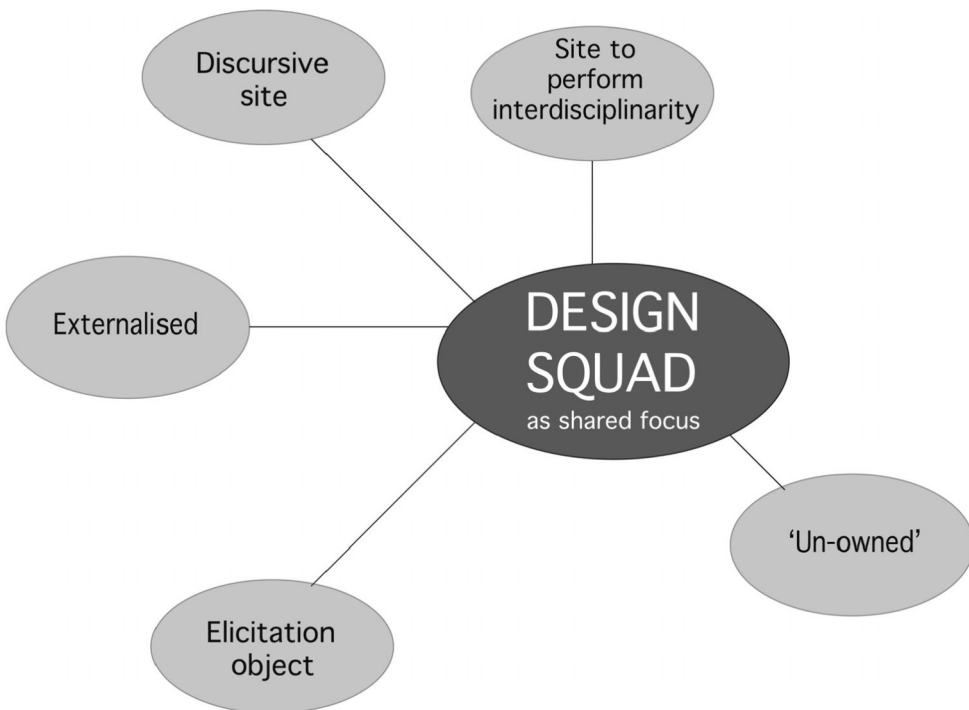 Discursive
site
Site to
perform
interdisciplinarity
Externalised
DESIGN
SQUAD
as shared focus
‘Un-owned’
Elicitation
object